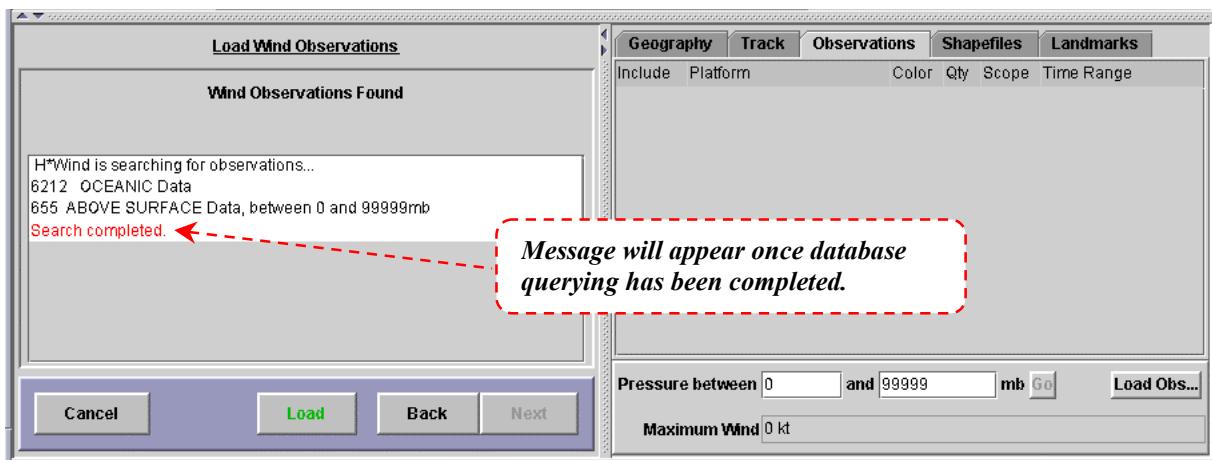 Load Wind Observations
Wind Observations Found
H*Wind is searching for observations...
6212 OCEANIC Data
655 ABOVE SURFACE Data, between 0 and 99999mb
Search completed.
Cancel Load Back Next
Geography Track Observations Shapefiles Landmarks
Include Platform Color Qty Scope Time Range
Message will appear once database
querying has been completed.
Pressure between 0 and 99999 mb Go Load Obs...
Maximum Wind 0 kt